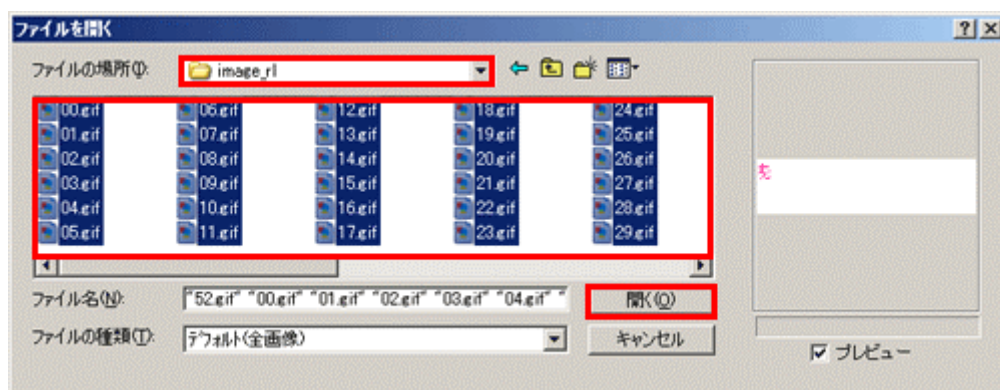 ファイルを開く
ファイルの場所(I):
image_rl
00.gif 06.gif 12.gif 18.gif 24.gif
01.gif 07.gif 13.gif 19.gif 25.gif
02.gif 08.gif 14.gif 20.gif 26.gif
03.gif 09.gif 15.gif 21.gif 27.gif
04.gif 10.gif 16.gif 22.gif 28.gif
05.gif 11.gif 17.gif 23.gif 29.gif
を
ファイル名(N): "52.gif" "00.gif" "01.gif" "02.gif" "03.gif" "04.gif" " 開く(O)
ファイルの種類(T): デフォルト(全画像) キャンセル
プレビュー